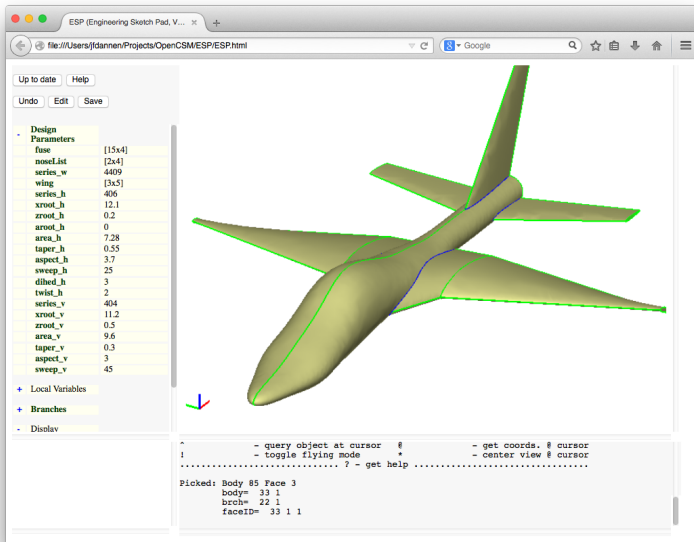 ESP (Engineering Sketch Pad, V...
file:///Users/jfdannen/Projects/OpenCSM/ESP/ESP.html
Google
Up to date Help
Undo Edit Save
- Design Parameters
fuse [15x4]
noseList [2x4]
series_w 4409
wing [3x5]
series_h 406
xroot_h 12.1
zroot_h 0.2
aroot_h 0
area_h 7.28
taper_h 0.55
aspect_h 3.7
sweep_h 25
dihed_h 3
twist_h 2
series_v 404
xroot_v 11.2
zroot_v 0.5
area_v 9.6
taper_v 0.3
aspect_v 3
sweep_v 45
+ Local Variables
+ Branches
- Display
^ - query object at cursor @ - get coords. @ cursor
! - toggle flying mode * - center view @ cursor
............................. ? - get help ................................
Picked: Body 85 Face 3
body= 33 1
brch= 22 1
faceID= 33 1 1